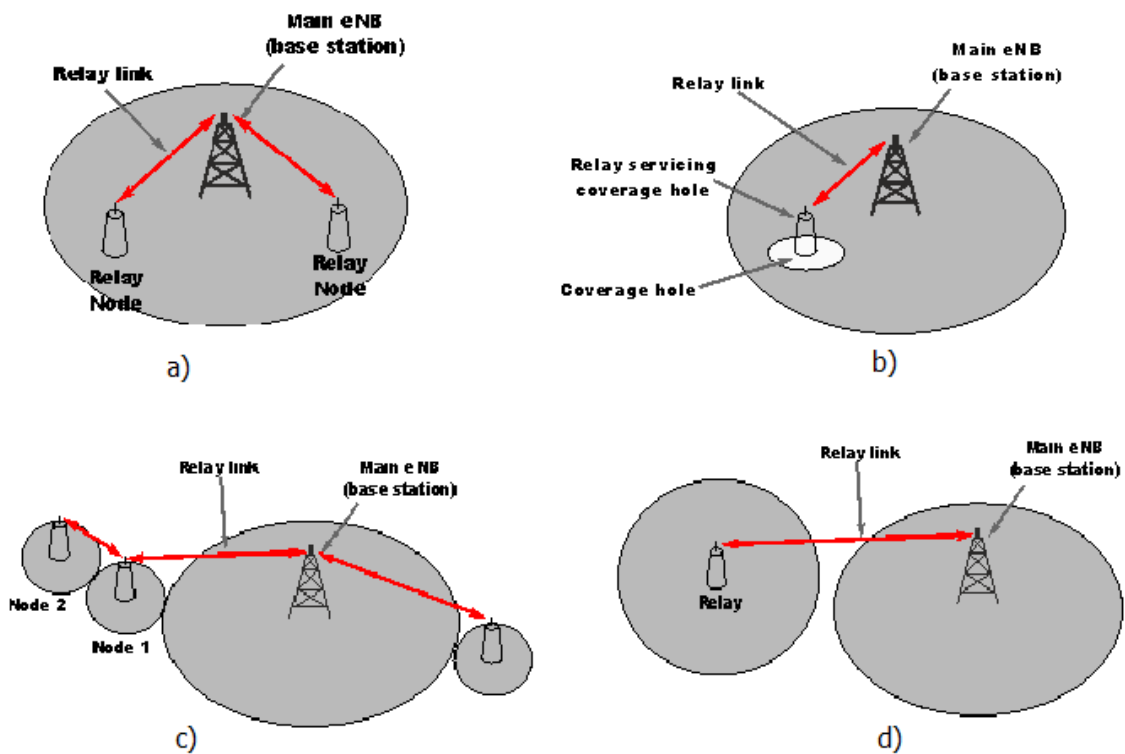 Main eNB
(base station)
Relay link
Relay
Node
Relay
Node
a)
Main eNB
(base station)
Relay link
Relay servicing
coverage hole
Coverage hole
b)
Relay link
Main eNB
(base station)
Node 2
Node 1
c)
Relay link
Main eNB
(base station)
Relay
d)